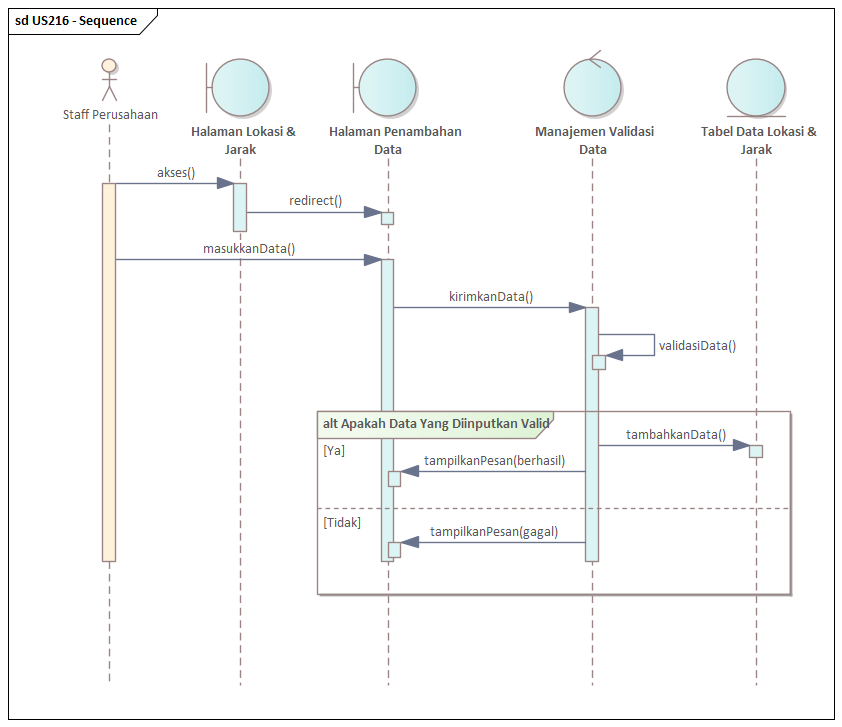 sd US216 - Sequence
Staff Perusahaan
Halaman Lokasi &
Jarak
Halaman Penambahan
Data
Manajemen Validasi
Data
Tabel Data Lokasi &
Jarak
akses()
redirect()
masukkanData()
kirimkanData()
validasiData()
alt Apakah Data Yang Diinputkan Valid
tambahkanData()
[Ya]
tampilkanPesan(berhasil)
[Tidak]
tampilkanPesan(gagal)